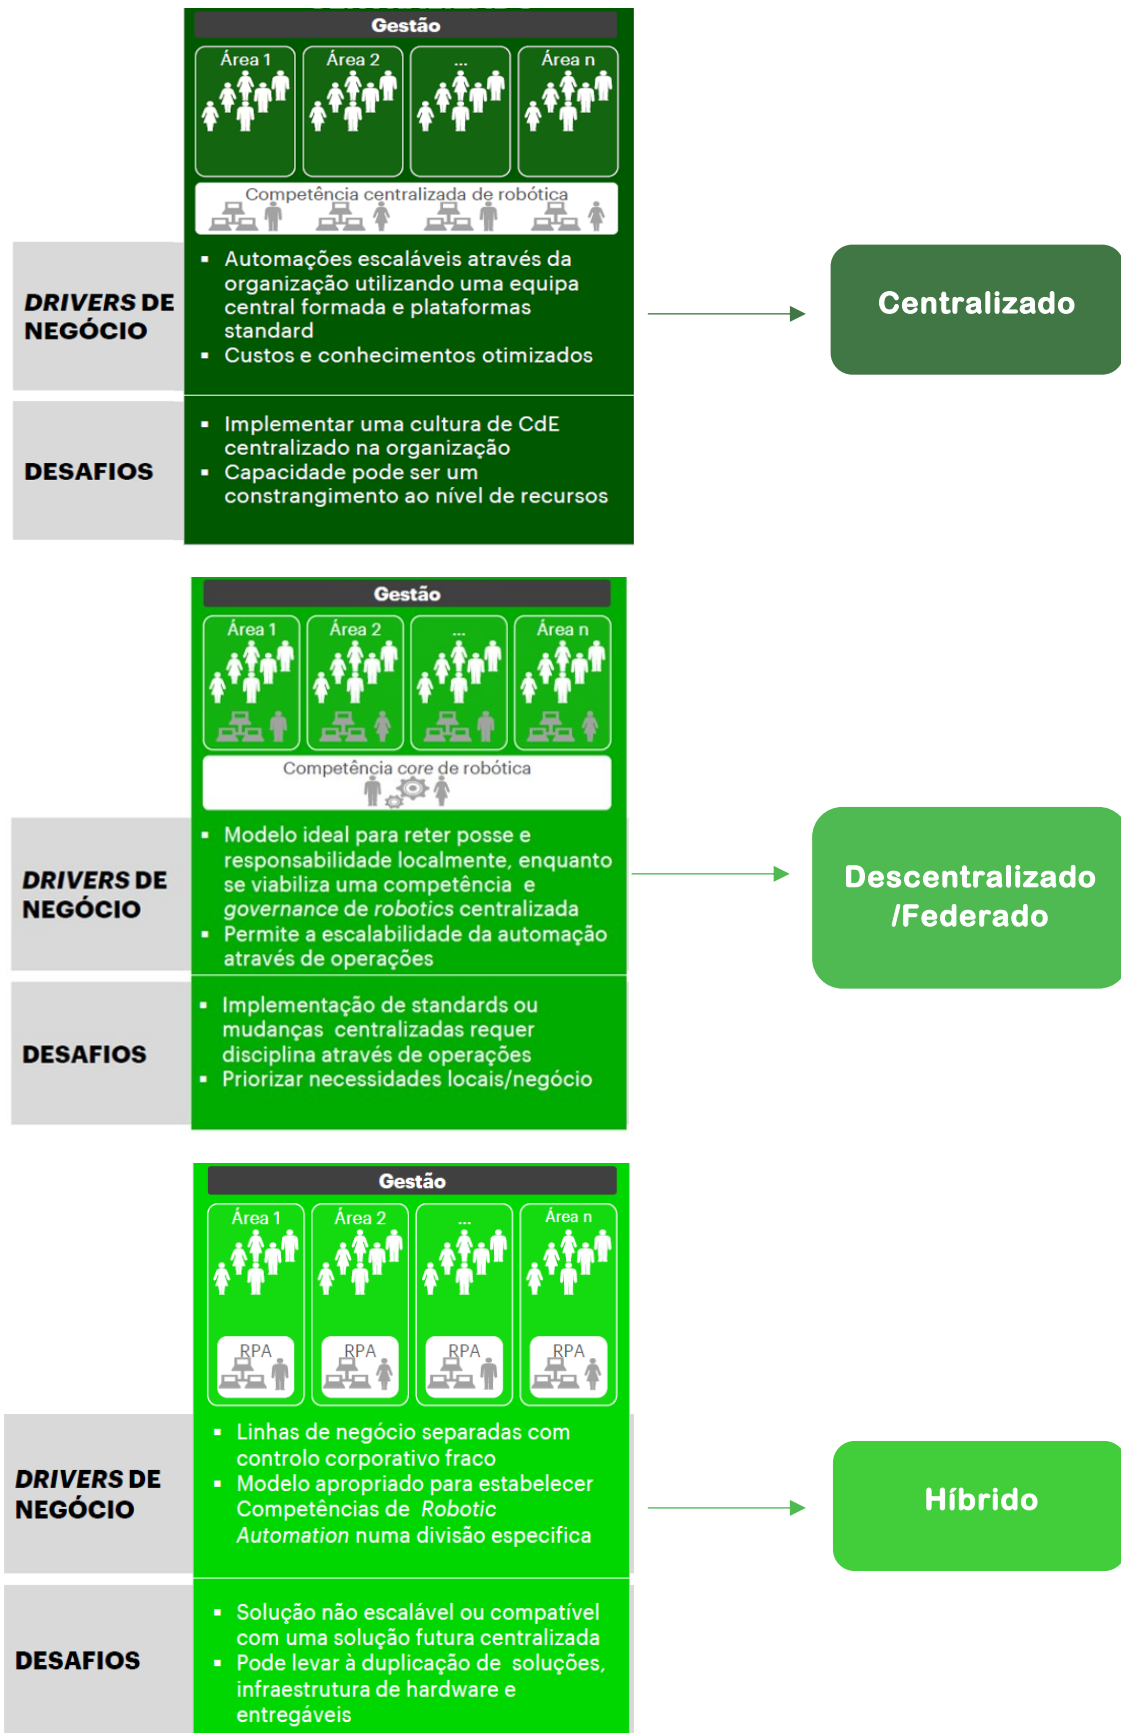 Gestão
Área 1
Área 2
...
Área n
Competência centralizada de robótica
DRIVERS DE
NEGÓCIO
▪ Automações escaláveis através da
organização utilizando uma equipa
central formada e plataformas
standard
▪ Custos e conhecimentos otimizados
Centralizado
DESAFIOS
▪ Implementar uma cultura de CdE
centralizado na organização
▪ Capacidade pode ser um
constrangimento ao nível de recursos
Gestão
Área 1
Área 2
...
Área n
Competência core de robótica
DRIVERS DE
NEGÓCIO
▪ Modelo ideal para reter posse e
responsabilidade localmente, enquanto
se viabiliza uma competência e
governance de robotics centralizada
▪ Permite a escalabilidade da automação
através de operações
Descentralizado
/Federado
DESAFIOS
▪ Implementação de standards ou
mudanças centralizadas requer
disciplina através de operações
▪ Priorizar necessidades locais/negócio
Gestão
Área 1
Área 2
...
Área n
RPA
RPA
RPA
RPA
DRIVERS DE
NEGÓCIO
▪ Linhas de negócio separadas com
controlo corporativo fraco
▪ Modelo apropriado para estabelecer
Competências de Robotic
Automation numa divisão especifica
Híbrido
DESAFIOS
▪ Solução não escalável ou compatível
com uma solução futura centralizada
▪ Pode levar à duplicação de soluções,
infraestrutura de hardware e
entregáveis